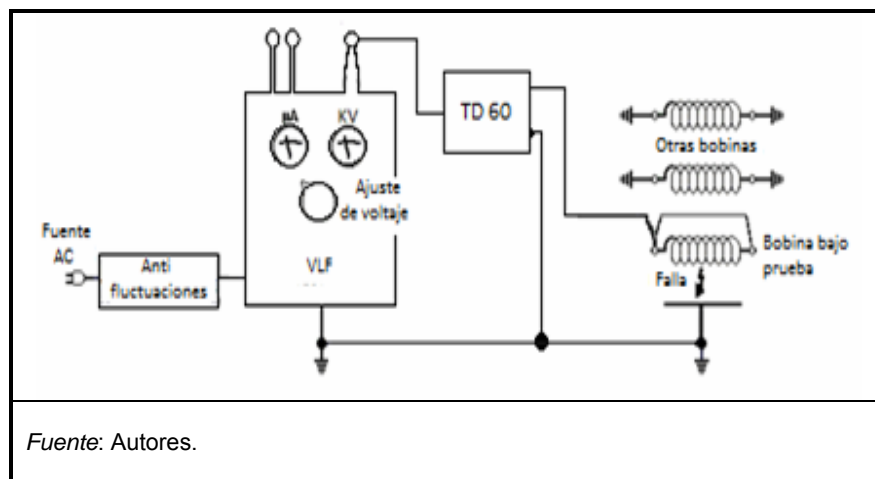 µA
KV
TD 60
Otras bobinas
Ajuste
de voltaje
Fuente
AC
Anti
fluctuaciones
VLF
Bobina bajo
prueba
Falla
Fuente: Autores.